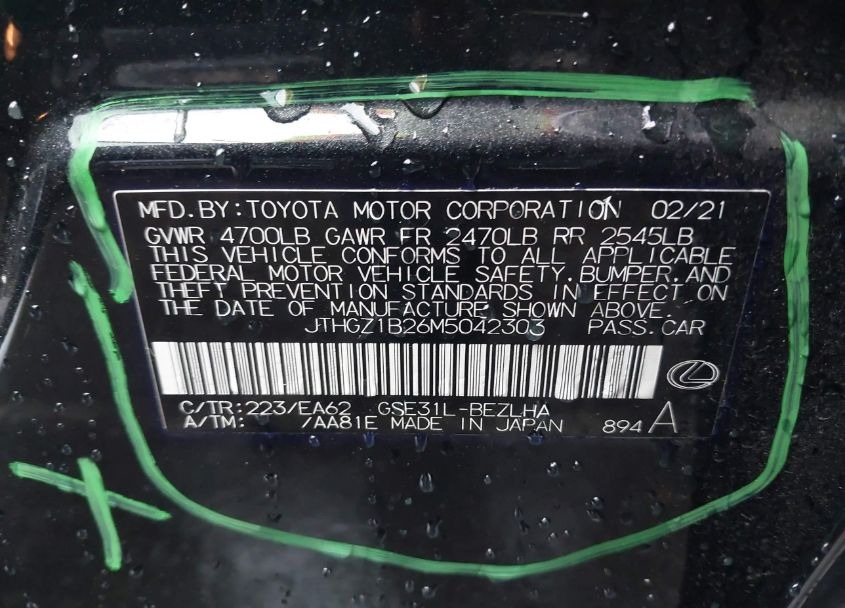 MFD.BY:TOYOTA MOTOR CORPORATION 02/21
GVWR 4700LB GAWR FR 2470LB RR 2545LB
THIS VEHICLE CONFORMS TO ALL APPLICABLE
FEDERAL MOTOR VEHICLE SAFETY,BUMPER,AND
THEFT PREVENTION STANDARDS IN EFFECT ON
THE DATE OF MANUFACTURE SHOWN ABOVE.
JTHGZ1B26M5042303 PASS.CAR
C/TR:223/EA62 GSE31L-BEZLHA
A/TM: /AA81E MADE IN JAPAN 894 A